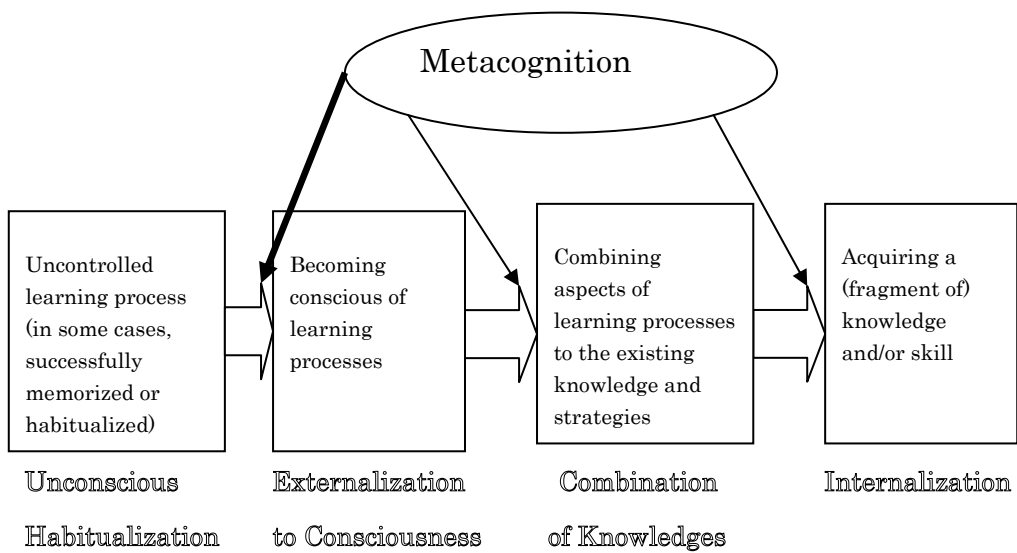 Metacognition
Uncontrolled
learning process
(in some cases,
successfully
memorized or
habitualized)
Becoming
conscious of
learning
processes
Combining
aspects of
learning processes
to the existing
knowledge and
strategies
Acquiring a
(fragment of)
knowledge
and/or skill
Unconscious
Habitualization
Externalization
to Consciousness
Combination
of Knowledges
Internalization